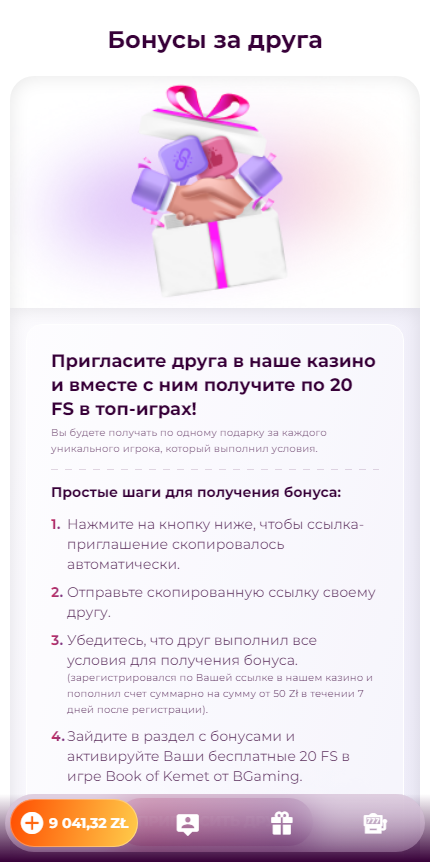 Бонусы за друга
Пригласите друга в наше казино
и вместе с ним получите по 20
FS в топ-играх!
Вы будете получать по одному подарку за каждого
уникального игрока, который выполнил условия.
Простые шаги для получения бонуса:
1. Нажмите на кнопку ниже, чтобы ссылка-
приглашение скопировалось
автоматически.
2. Отправьте скопированную ссылку своему
другу.
3. Убедитесь, что друг выполнил все
условия для получения бонуса.
(зарегистрировался по Вашей ссылке в нашем казино и
пополнил счет суммарно на сумму от 50 Zł в течении 7
дней после регистрации).
4. Зайдите в раздел с бонусами и
активируйте Ваши бесплатные 20 FS в
игре Book of Kemet от BGaming.
9 041,32 ZŁ
777